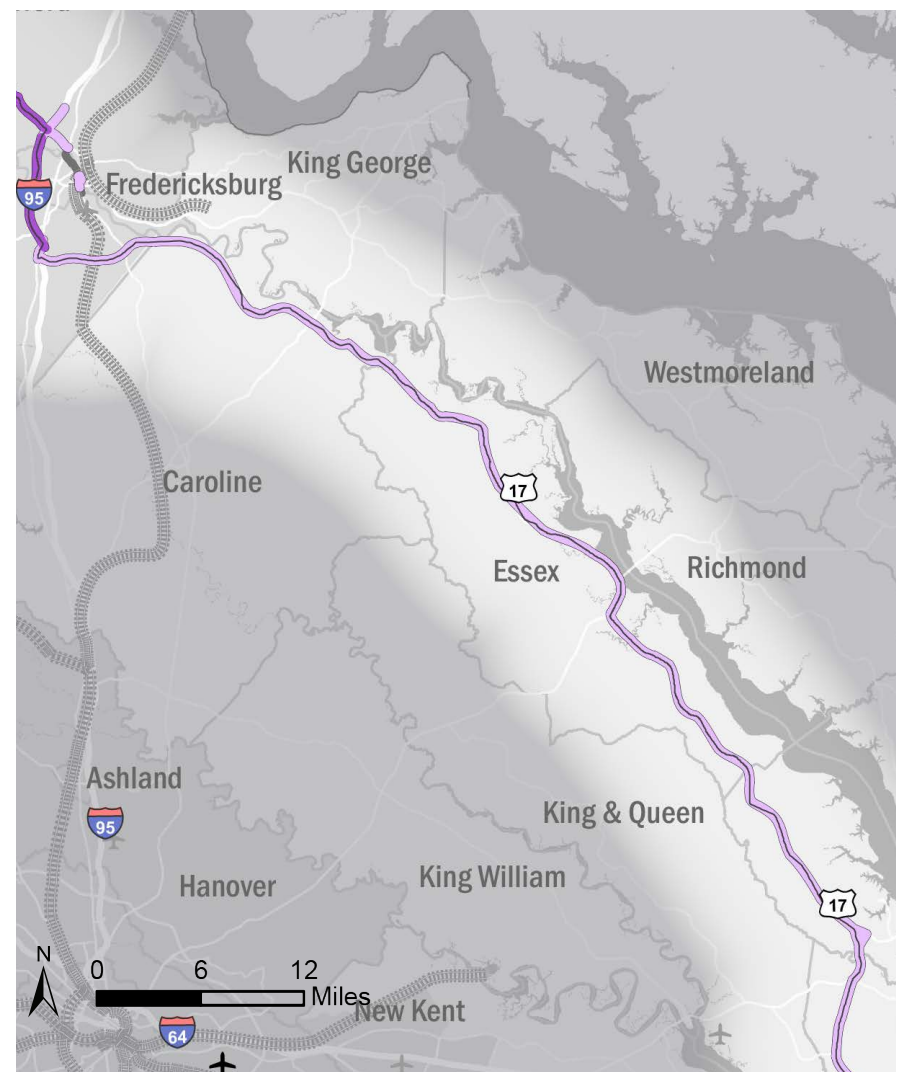 King George
Fredericksburg
95
Westmoreland
17
Caroline
Essex
Richmond
Ashland
95
King & Queen
Hanover
King William
17
N
0 6 12
Miles
New Kent
64